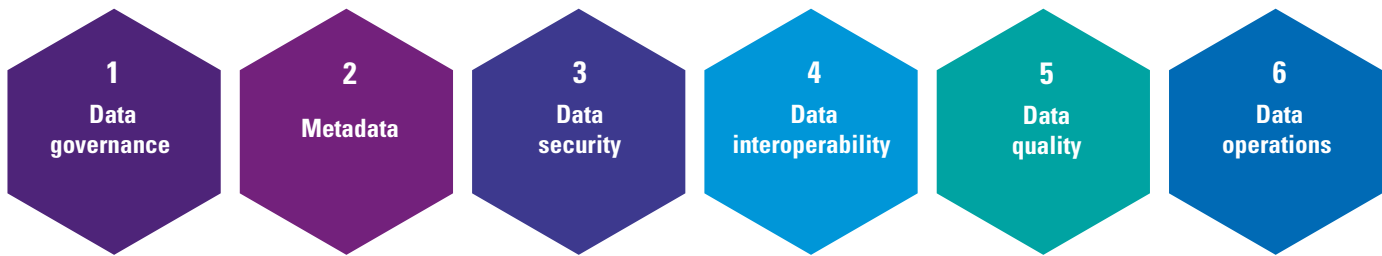 1
Data
governance
2
Metadata
3
Data
security
4
Data
interoperability
5
Data
quality
6
Data
operations